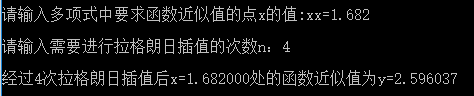 请输入多项式中要求函数近似值的点x的值:xx=1.682
请输入需要进行拉格朗日插值的次数n：4
经过4次拉格朗日插值后x=1.682000处的函数近似值为y=2.596037